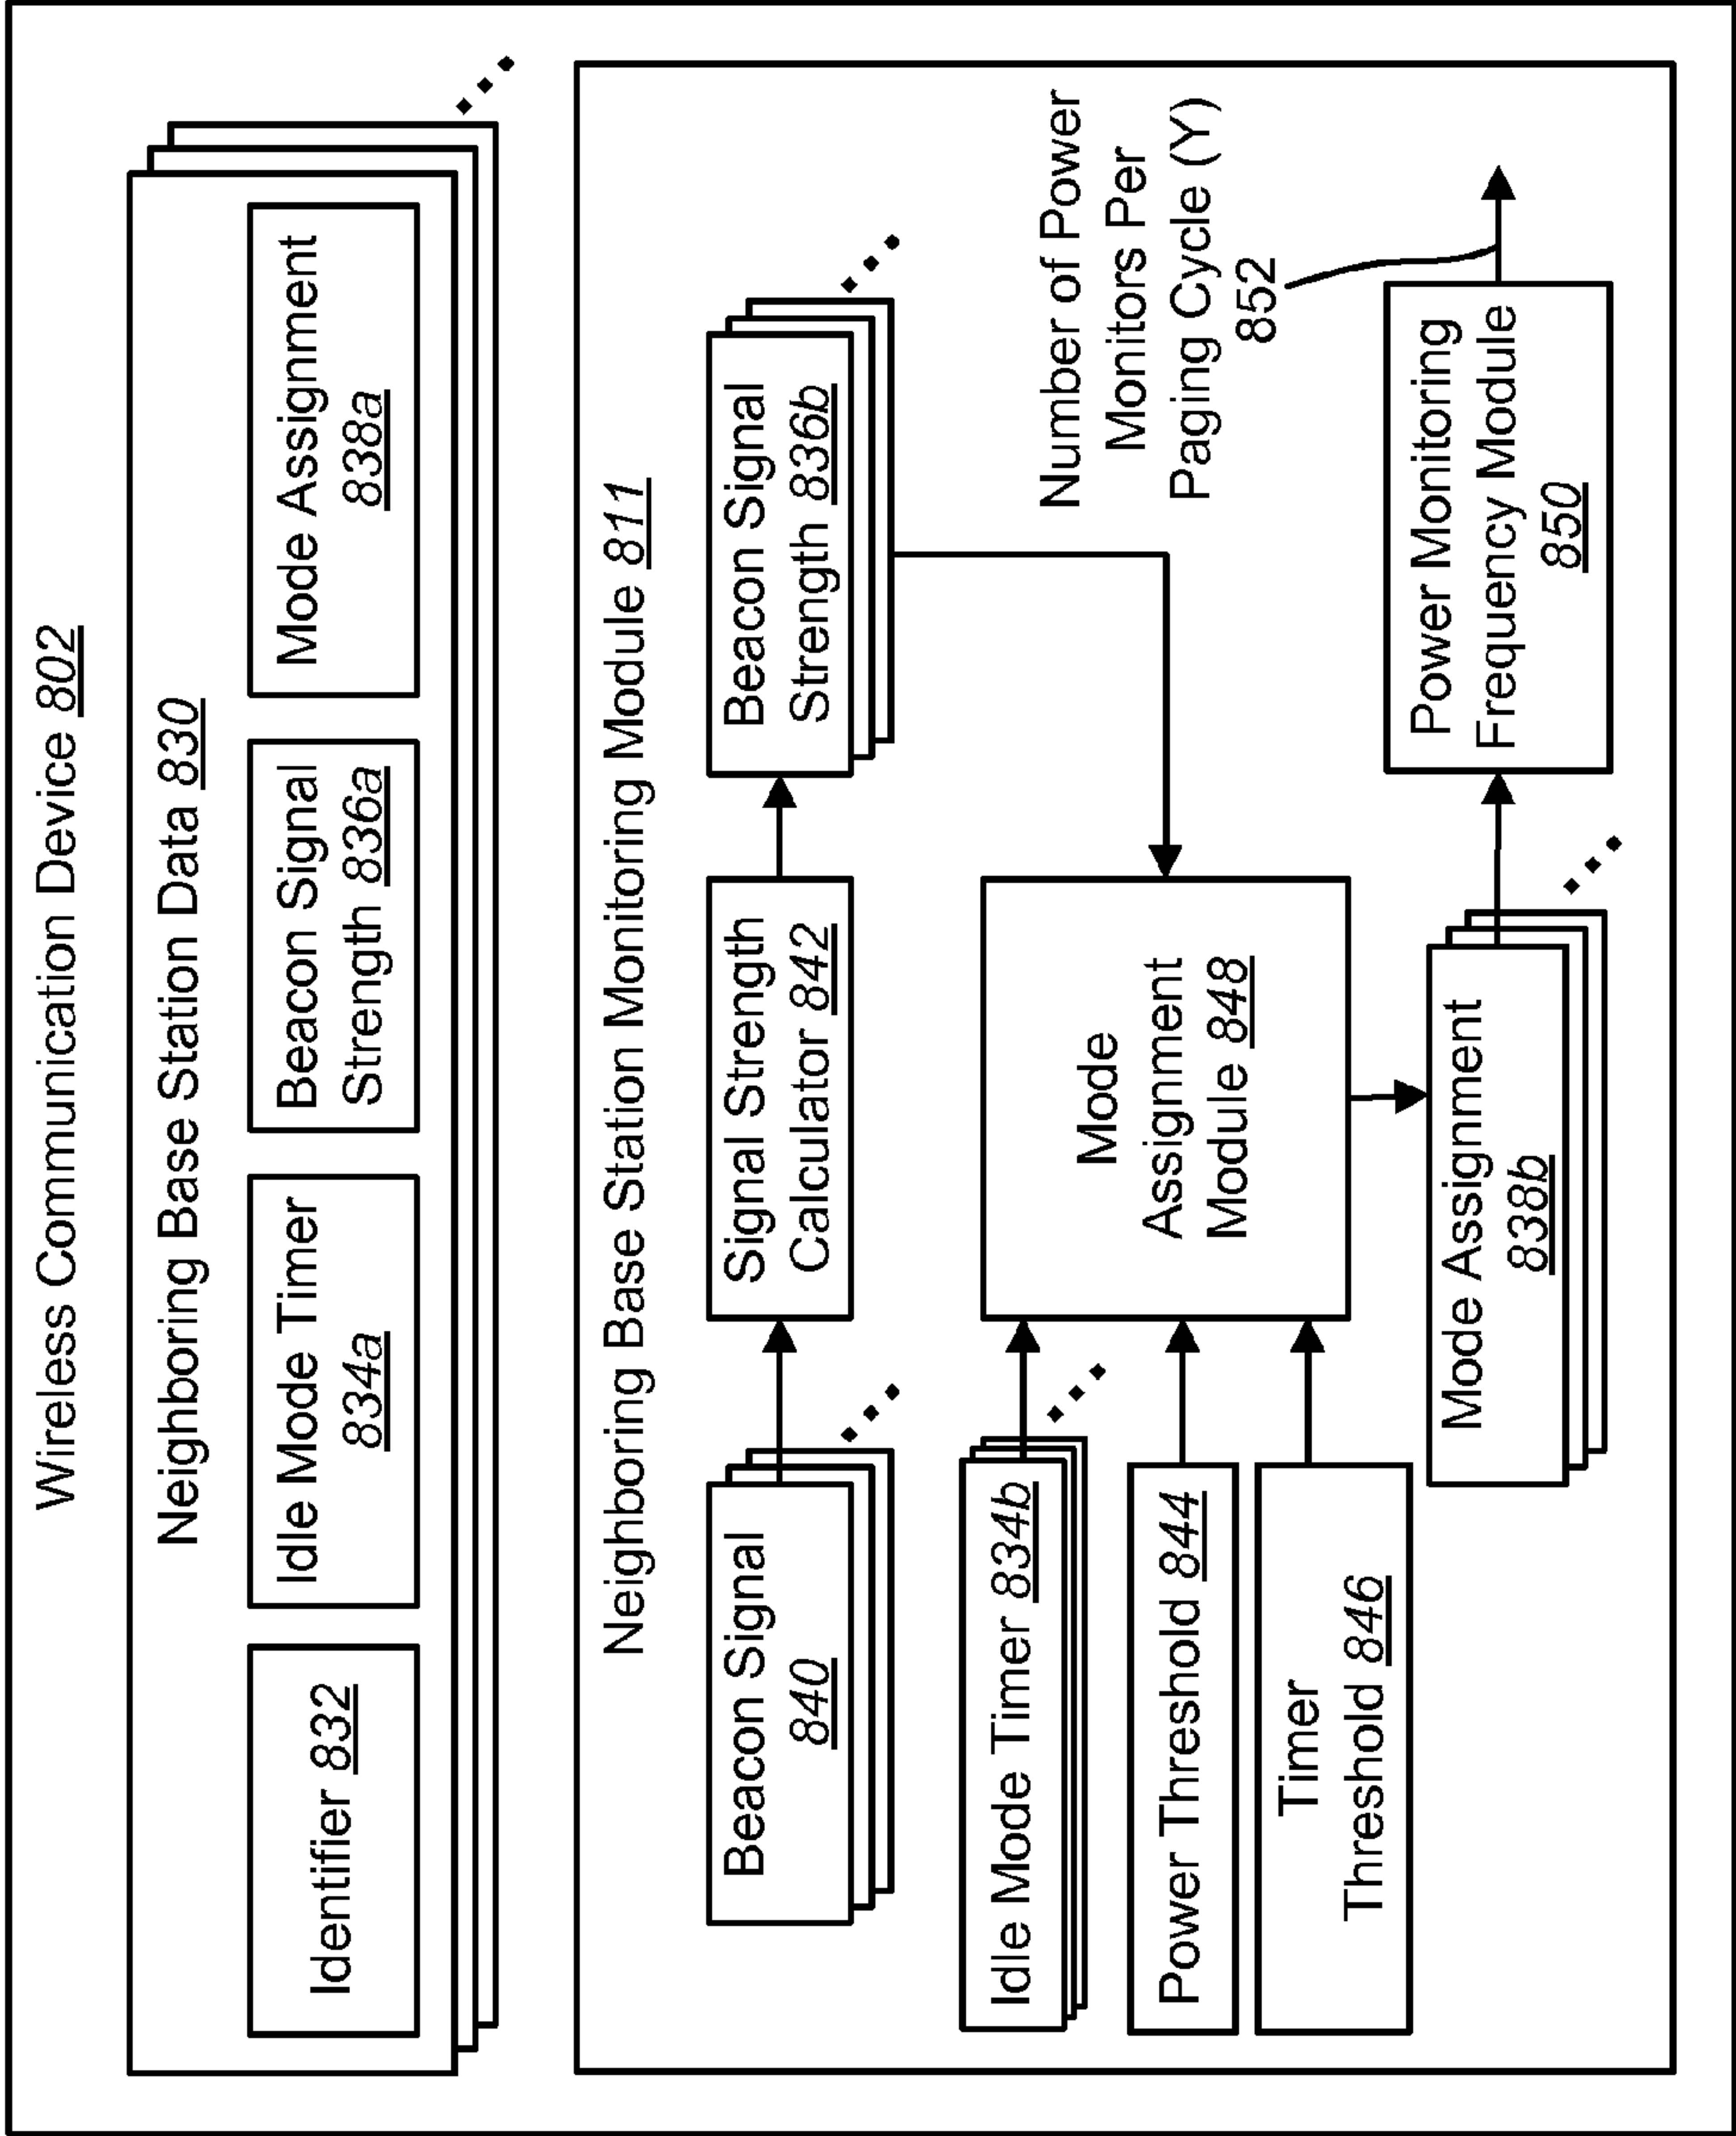 Wireless Communication Device 802
Neighboring Base Station Data 830
Identifier 832
Idle Mode Timer
834a
Beacon Signal
Strength 836a
Mode Assignment
838a
Neighboring Base Station Monitoring Module 811
Beacon Signal
840
Signal Strength
Calculator 842
Beacon Signal
Strength 836b
Idle Mode Timer 834b
Power Threshold 844
Timer
Threshold 846
Mode
Assignment
Module 848
Number of Power
Monitors Per
Paging Cycle (Y)
852
Mode Assignment
838b
Power Monitoring
Frequency Module
850